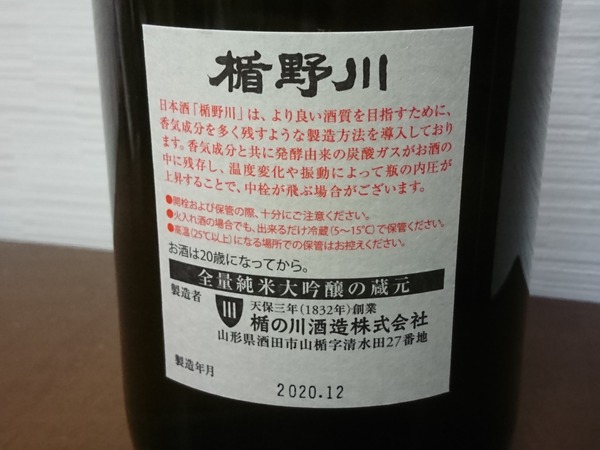 楯野川
日本酒「楯野川」は、より良い酒質を目指すために、
香気成分を多く残すような製造方法を導入しており
ます。香気成分と共に発酵由来の炭酸ガスがお酒の
中に残存し、温度変化や振動によって瓶の内圧が
上昇することで、中栓が飛ぶ場合がございます。
●開栓および保管の際、十分にご注意ください。
●火入れ酒の場合でも、出来るだけ冷蔵(5〜15℃)で保管ください。
●高温(25℃以上)になる場所での保管はお控えください。
お酒は20歳になってから。
全量純米大吟醸の蔵元
製造者
天保三年(1832年)創業
楯の川酒造株式会社
山形県酒田市山楯字清水田27番地
製造年月
2020.12